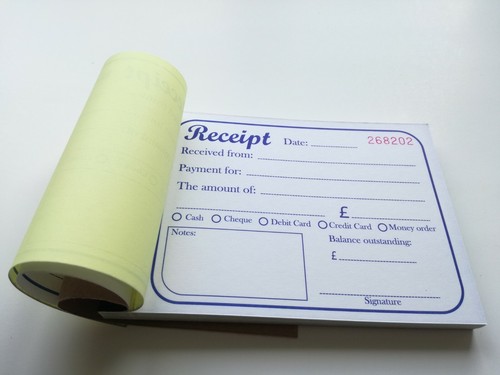 Receipt Date: 268202
Received from:
Payment for:
The amount of:
£
Cash Cheque Debit Card Credit Card Money order
Notes:
Balance outstanding:
£
Signature